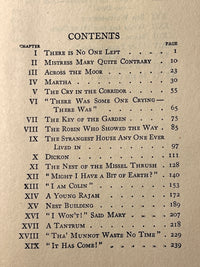 CONTENTS
CHAPTER PAGE
I There is No One Left . . . . 1
II Mistress Mary Quite Contrary . 10
III Across the Moor . . . . . 23
IV Martha . . . . . . . . 30
V The Cry in the Corridor . . . 55
VI "There Was Some One Crying—
There Was" . . . . . . 65
VII The Key of the Garden . . . . 75
VIII The Robin Who Showed the Way . 85
IX The Strangest House Any One Ever
Lived in . . . . . . . 97
X Dickon . . . . . . . . 111
XI The Nest of the Missel Thrush . 128
XII "Might I Have a Bit of Earth?" . 140
XIII "I am Colin" . . . . . . 153
XIV A Young Rajah . . . . . . 172
XV Nest Building . . . . . . 189
XVI "I Won't!" Said Mary . . . . 207
XVII A Tantrum . . . . . . . 218
XVIII "Tha' Munnot Waste No Time" . . 229
XIX "It Has Come!" . . . . . . 239